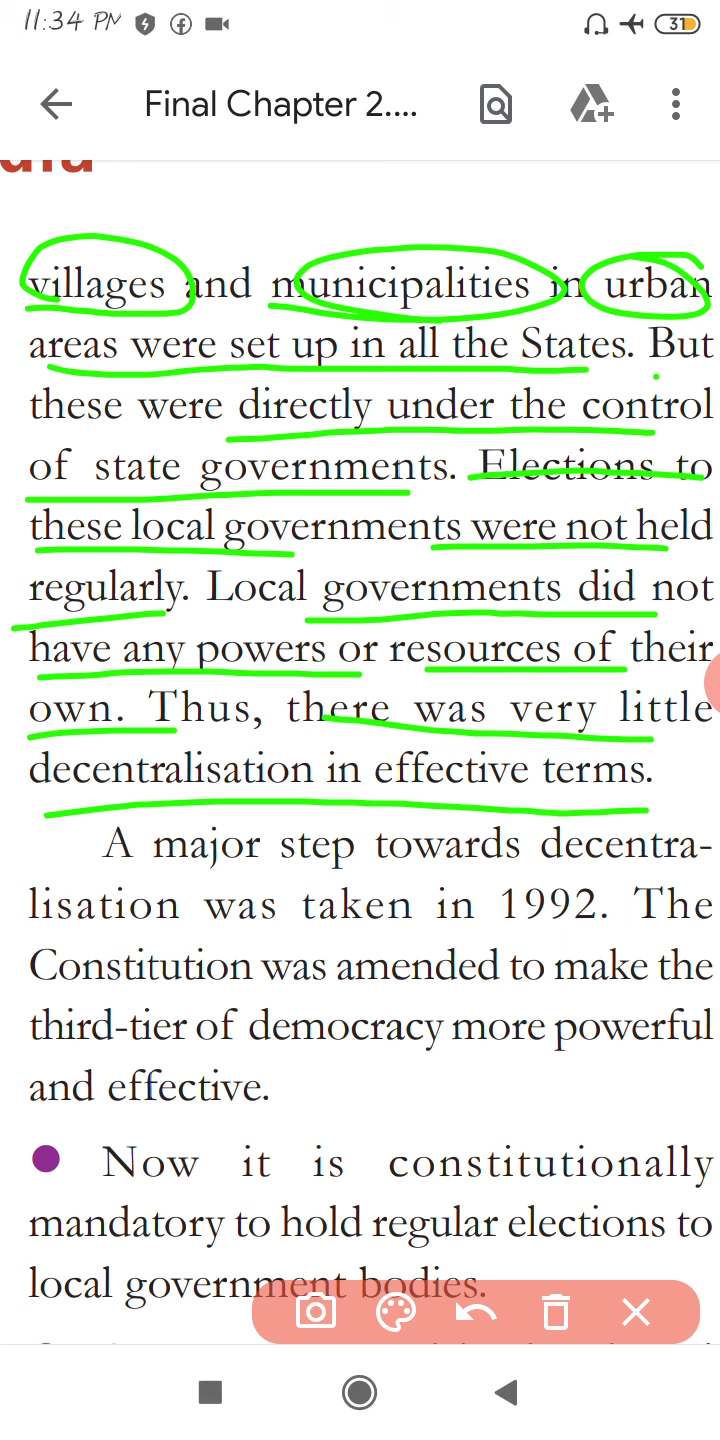 11:34 PM
31
Final Chapter 2....
villages and municipalities in urban
areas were set up in all the States. But
these were directly under the control
of state governments. Elections to
these local governments were not held
regularly. Local governments did not
have any powers or resources of their
own. Thus, there was very little
decentralisation in effective terms.
A major step towards decentra-
lisation was taken in 1992. The
Constitution was amended to make the
third-tier of democracy more powerful
and effective.
● Now it is constitutionally
mandatory to hold regular elections to
local government bodies.